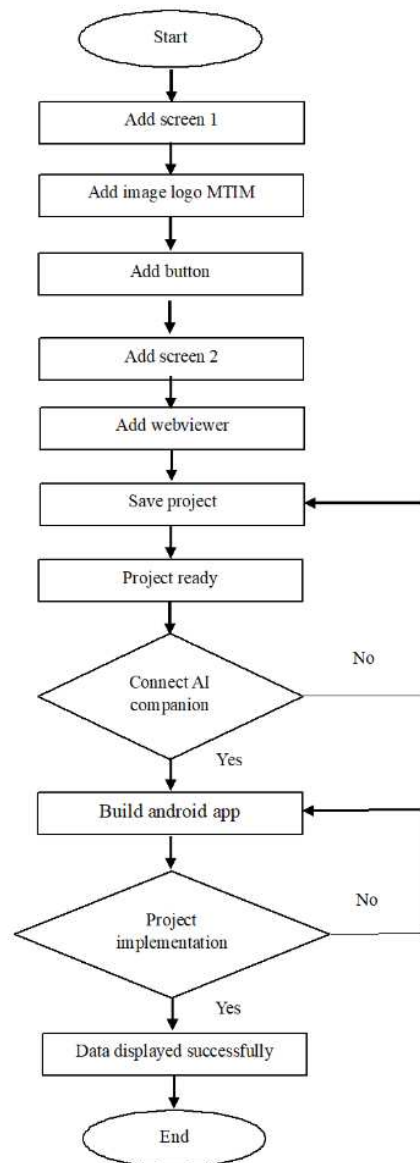 Start
Add screen 1
Add image logo MTIM
Add button
Add screen 2
Add webviewer
Save project
Project ready
No
Connect AI
companion
Yes
Build android app
No
Project
implementation
Yes
Data displayed successfully
End